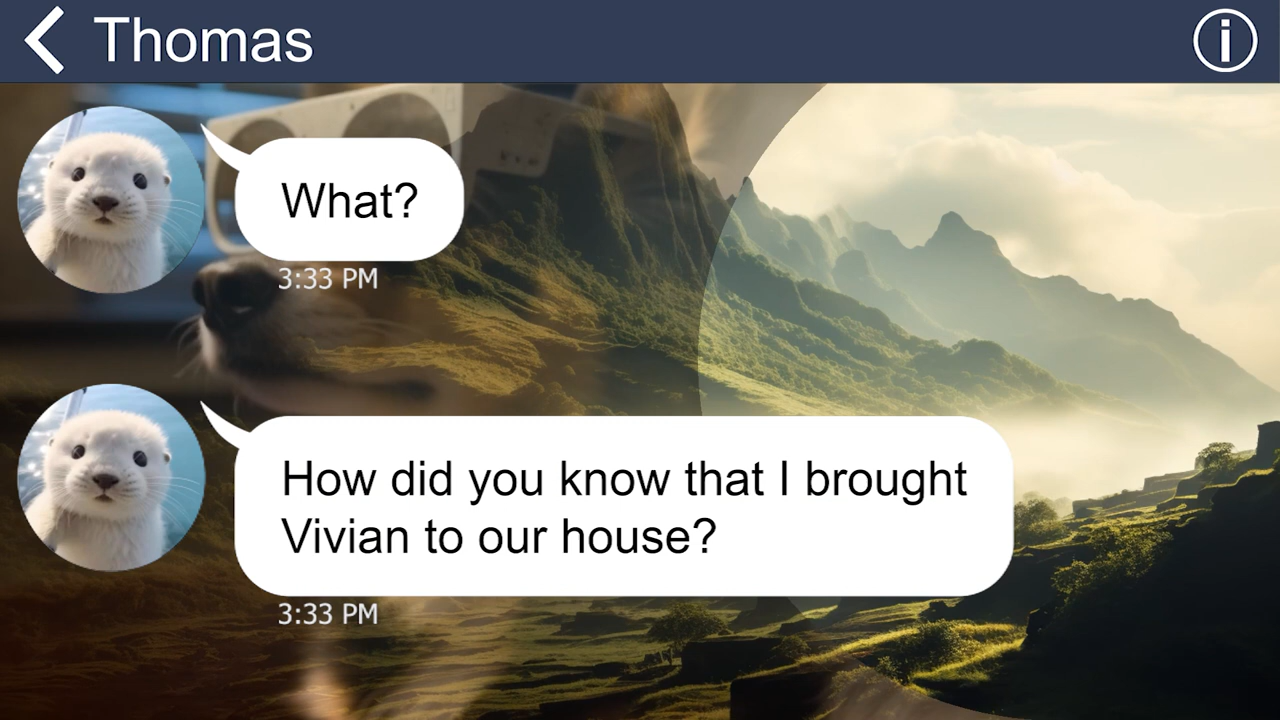 Thomas
What?
3:33 PM
How did you know that I brought
Vivian to our house?
3:33 PM